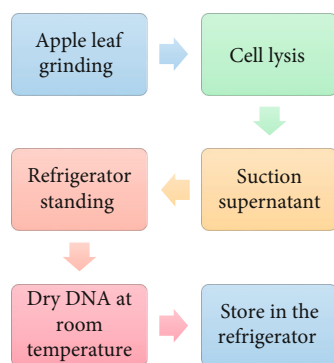 Apple leaf
grinding
Cell lysis
Suction
supernatant
Refrigerator
standing
Dry DNA at
room
temperature
Store in the
refrigerator